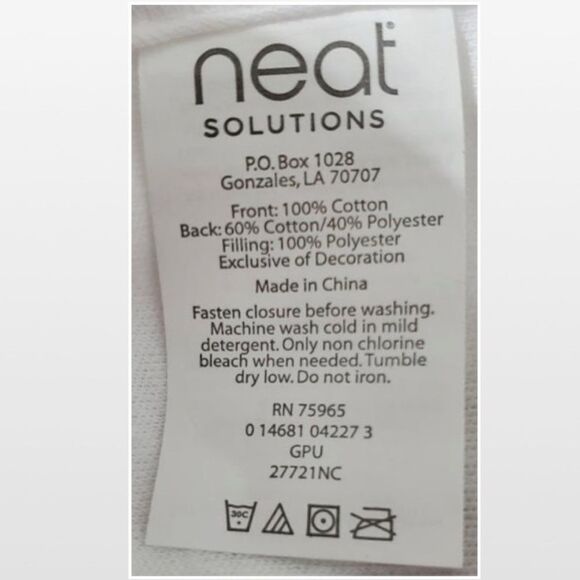 neat
SOLUTIONS
P.O. Box 1028
Gonzales, LA 70707
Front: 100% Cotton
Back: 60% Cotton/40% Polyester
Filling: 100% Polyester
Exclusive of Decoration
Made in China
Fasten closure before washing.
Machine wash cold in mild
detergent. Only non chlorine
bleach when needed. Tumble
dry low. Do not iron.
RN 75965
0 14681 04227 3
GPU
27721NC
30C